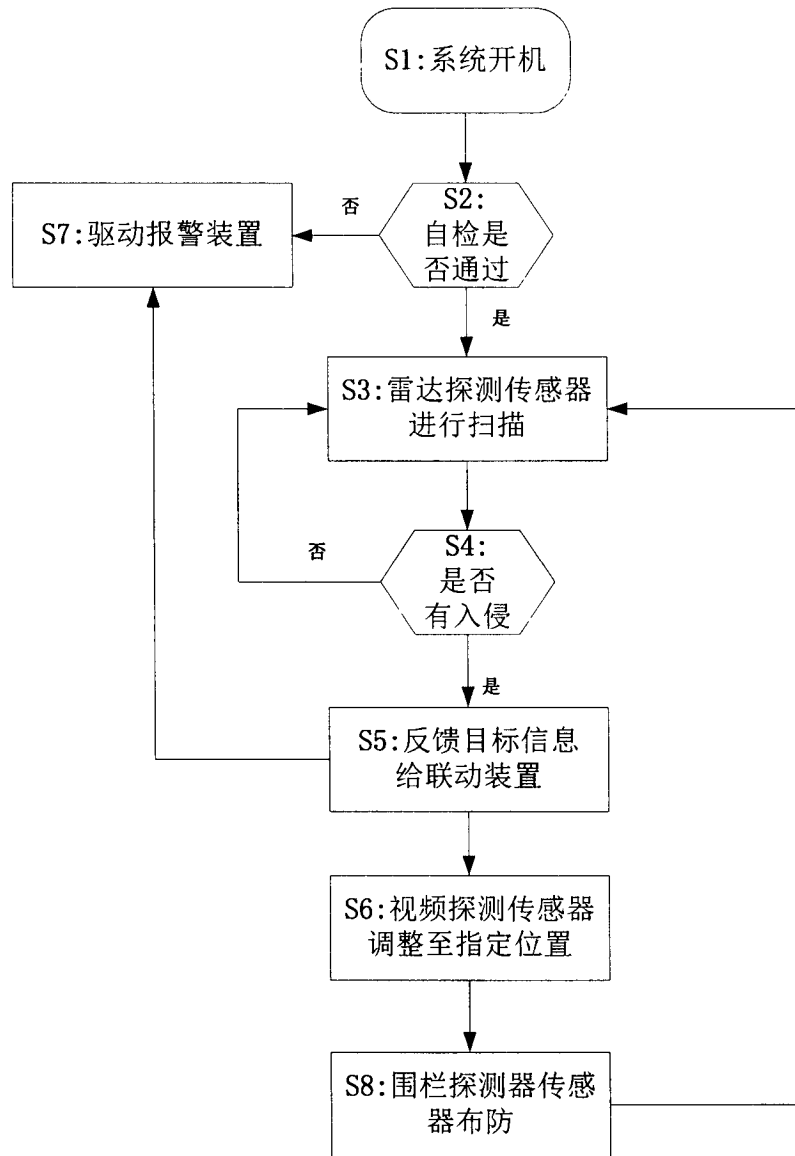 S1:系统开机
S2:
自检是
否通过
否
S7:驱动报警装置
是
S3:雷达探测传感器
进行扫描
S4:
是否
有入侵
否
是
S5:反馈目标信息
给联动装置
S6:视频探测传感器
调整至指定位置
S8:围栏探测器传感
器布防